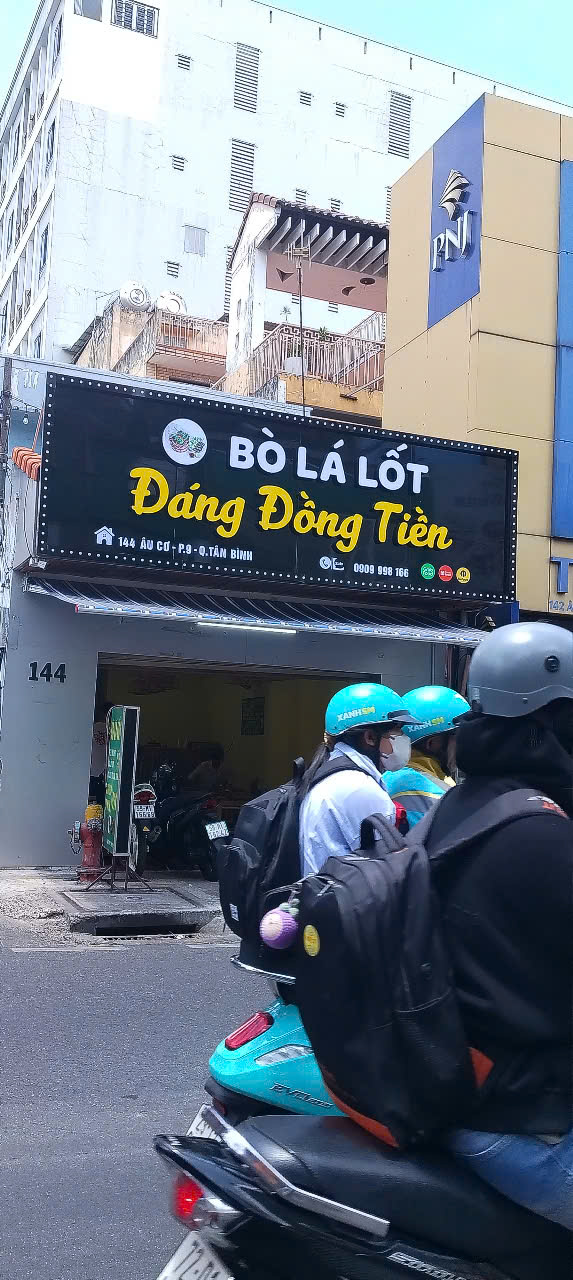 PNJ
BÒ LÁ LỐT
Đáng Đồng Tiền
144 ÂU CƠ - P.9 - Q.TÂN BÌNH
0909 998 166
144
XANH SM
XANH SM